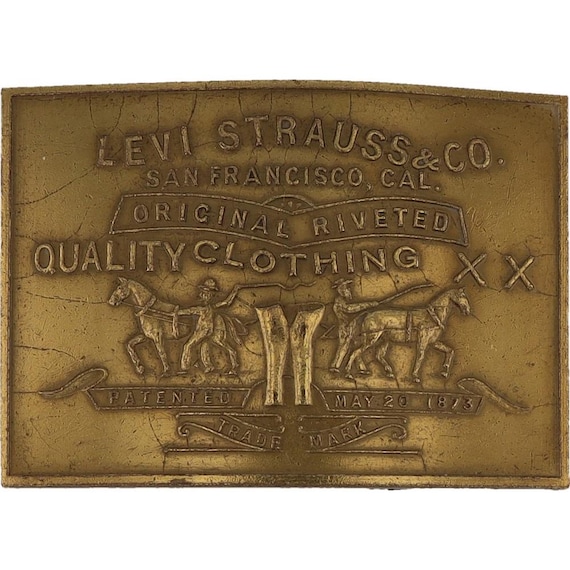 LEVI STRAUSS & CO.
SAN FRANCISCO, CAL.
ORIGINAL RIVETED
QUALITY CLOTHING XX
PATENTED MAY 20 1873
TRADE MARK